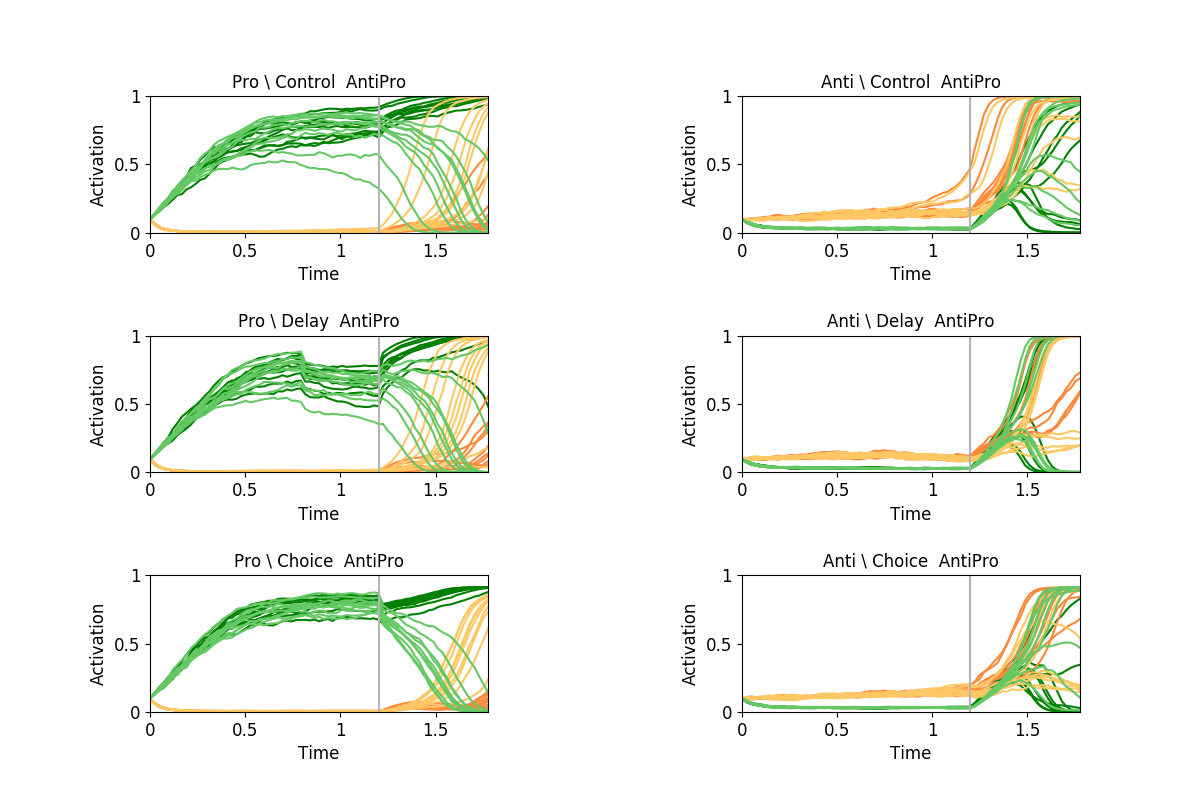 Pro \ Control  AntiPro
1
0.5
0
Activation
0 0.5 1 1.5
Time
Anti \ Control  AntiPro
1
0.5
0
Activation
0 0.5 1 1.5
Time
Pro \ Delay  AntiPro
1
0.5
0
Activation
0 0.5 1 1.5
Time
Anti \ Delay  AntiPro
1
0.5
0
Activation
0 0.5 1 1.5
Time
Pro \ Choice  AntiPro
1
0.5
0
Activation
0 0.5 1 1.5
Time
Anti \ Choice  AntiPro
1
0.5
0
Activation
0 0.5 1 1.5
Time